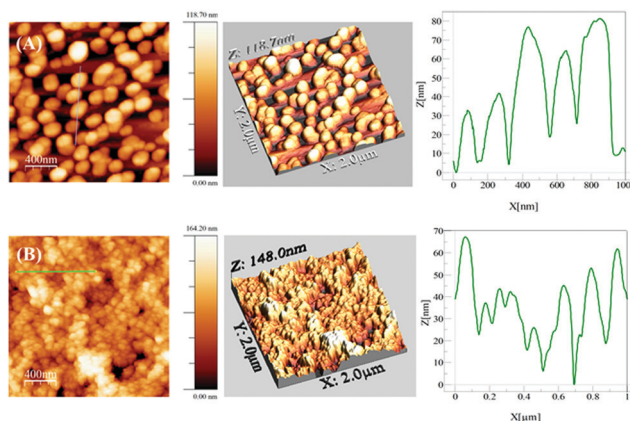 (A)
400nm
118.70 nm
0.00 nm
Z: 118.7nm
Y: 2.0μm
X: 2.0μm
Z[nm]
80
70
60
50
40
30
20
10
0
0
200
400
600
800
1000
X[nm]
(B)
400nm
164.20 nm
0.00 nm
Z: 148.0nm
Y: 2.0μm
X: 2.0μm
Z[nm]
70
60
50
40
30
20
10
0
0
0.2
0.4
0.6
0.8
1
X[μm]